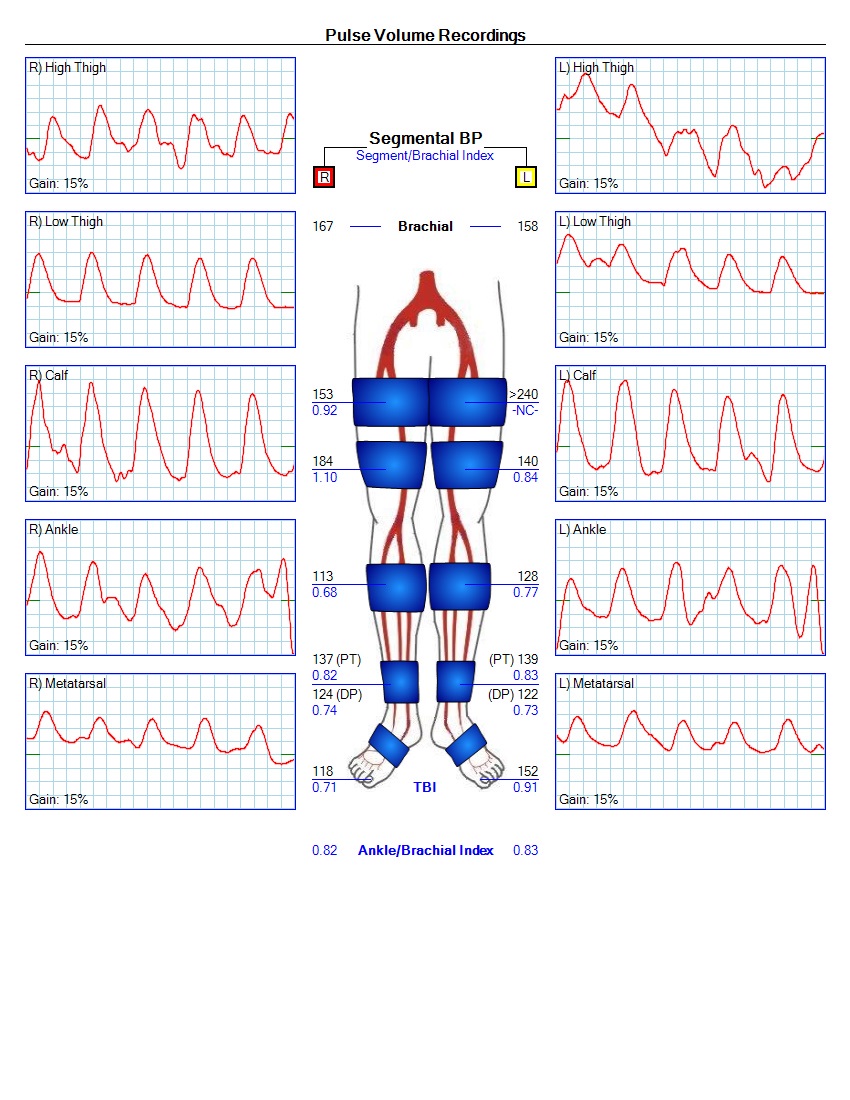 Pulse Volume Recordings
R) High Thigh
Gain: 15%
R) Low Thigh
Gain: 15%
R) Calf
Gain: 15%
R) Ankle
Gain: 15%
R) Metatarsal
Gain: 15%
Segmental BP
Segment/Brachial Index
R L
167 Brachial 158
153 >240
0.92 -NC-
184 140
1.10 0.84
113 128
0.68 0.77
137 (PT) (PT) 139
0.82 0.83
124 (DP) (DP) 122
0.74 0.73
118 152
0.71 TBI 0.91
0.82 Ankle/Brachial Index 0.83
L) High Thigh
Gain: 15%
L) Low Thigh
Gain: 15%
L) Calf
Gain: 15%
L) Ankle
Gain: 15%
L) Metatarsal
Gain: 15%